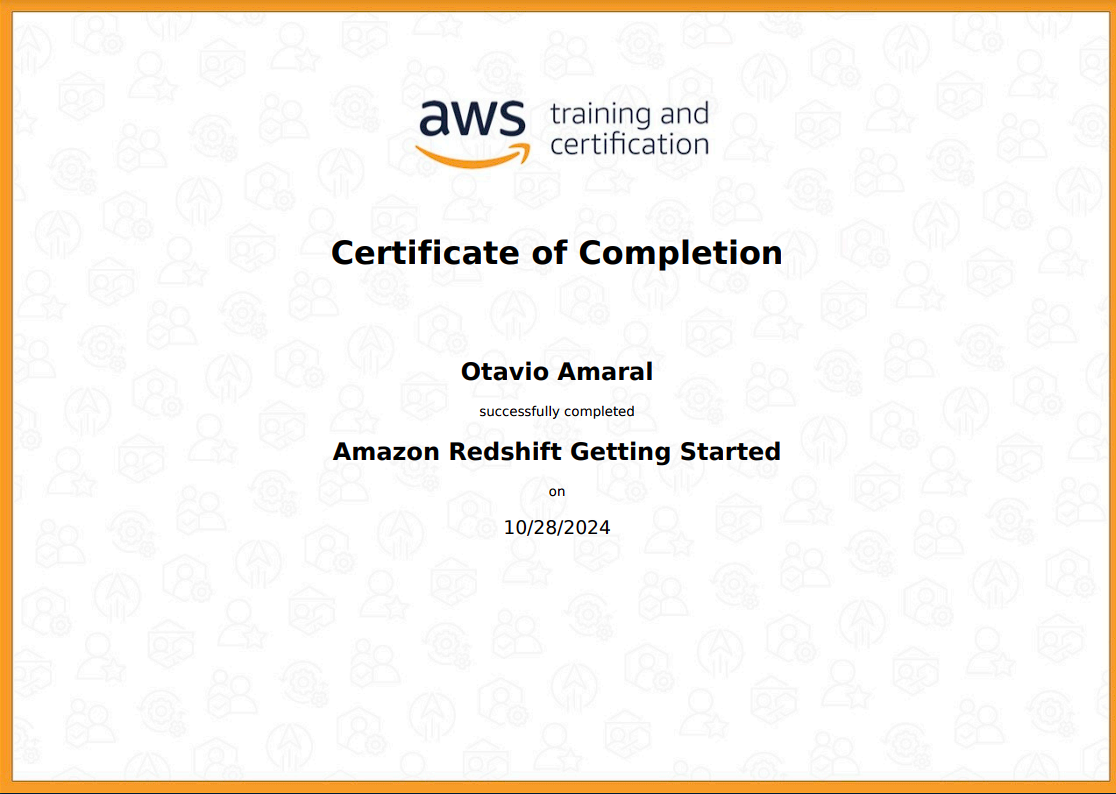 aws training and
certification
Certificate of Completion
Otavio Amaral
successfully completed
Amazon Redshift Getting Started
on
10/28/2024